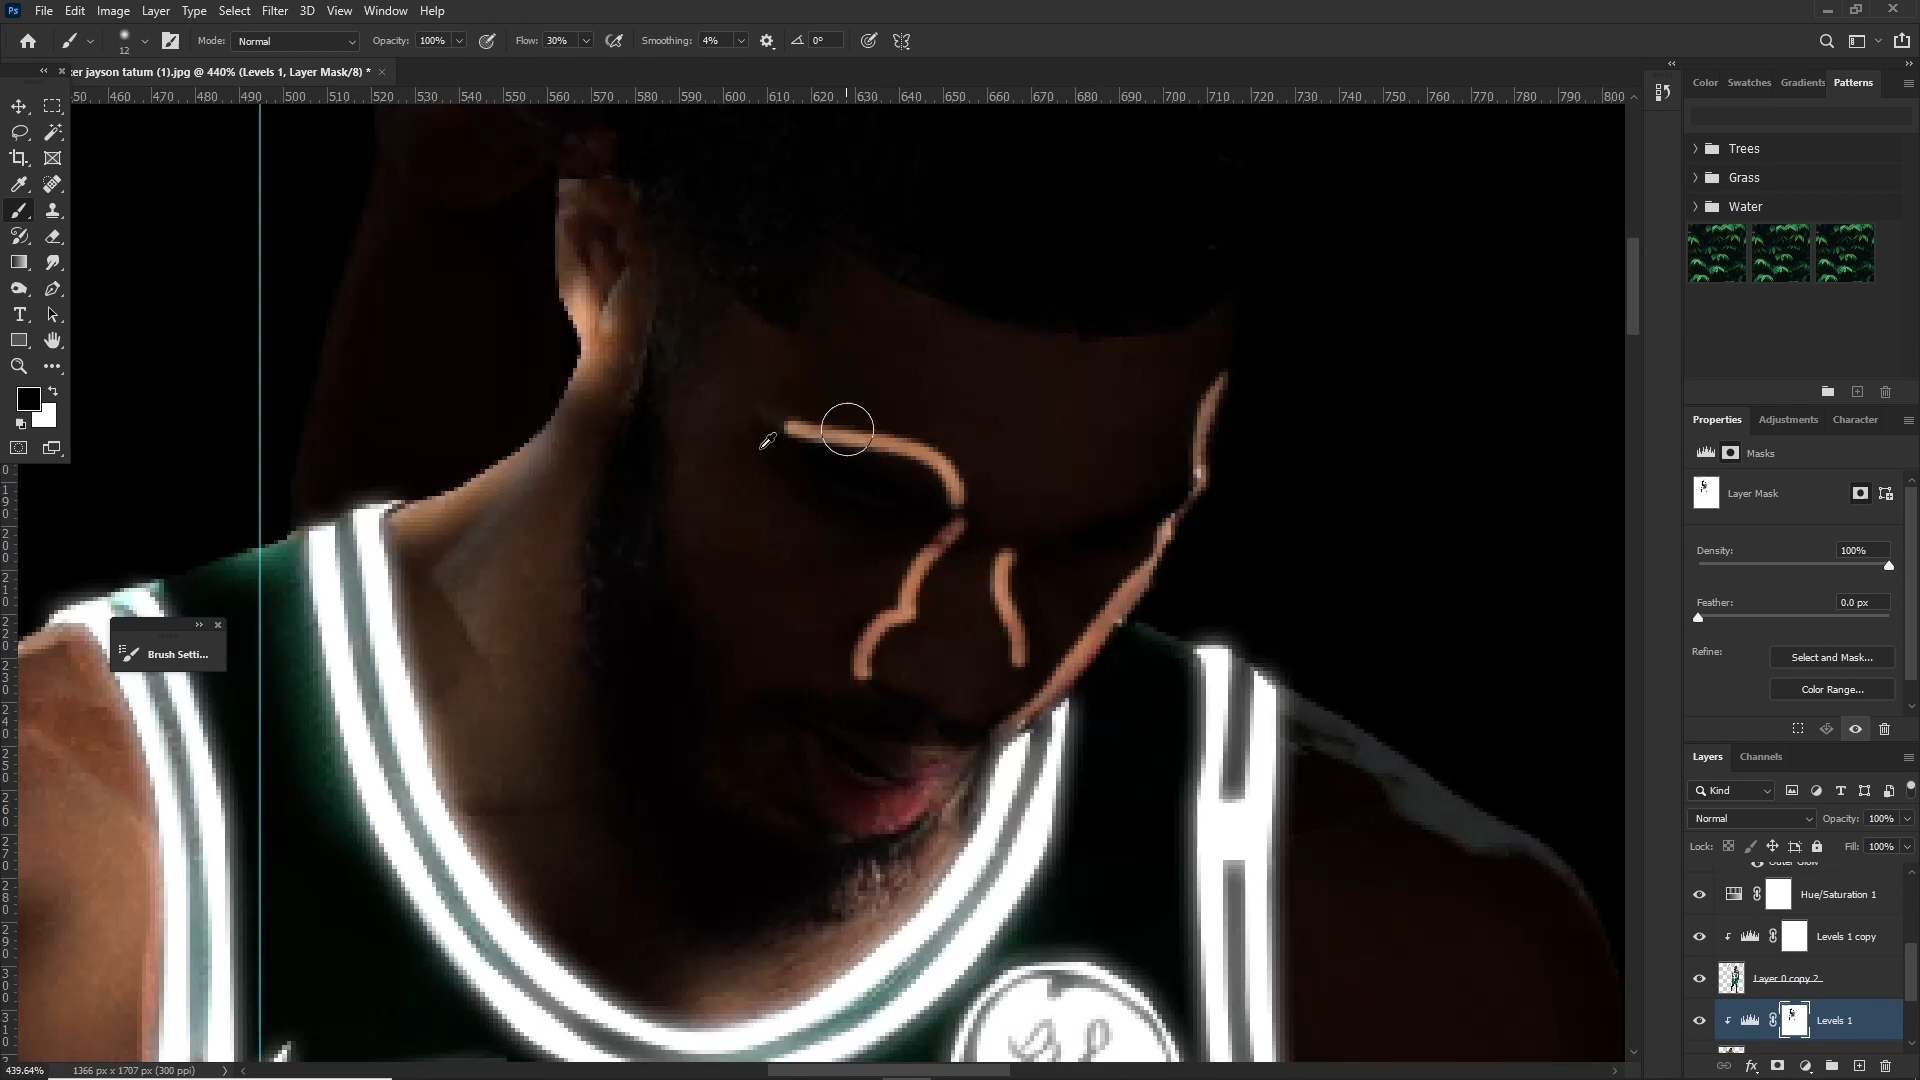 Ps File Edit Image Layer Type Select Filter 3D View Window Help
12 Mode: Normal Opacity: 100% Flow: 30% Smoothing: 4% 0°
er jayson tatum (1).jpg @ 440% (Levels 1, Layer Mask/8) *
50 460 470 480 490 500 510 520 530 540 550 560 570 580 590 600 610 620 630 640 650 660 670 680 690 700 710 720 730 740 750 760 770 780 790 800
Color Swatches Gradients Patterns
Trees
Grass
Water
Properties Adjustments Character
Masks
Layer Mask
Density: 100%
Feather: 0.0 px
Refine: Select and Mask...
Color Range...
Brush Setti...
Layers Channels
Kind
Normal Opacity: 100%
Lock: Fill: 100%
Outer Glow
Hue/Saturation 1
Levels 1 copy
Layer 0 copy 2
Levels 1
439.64% 1366 px x 1707 px (300 ppi)